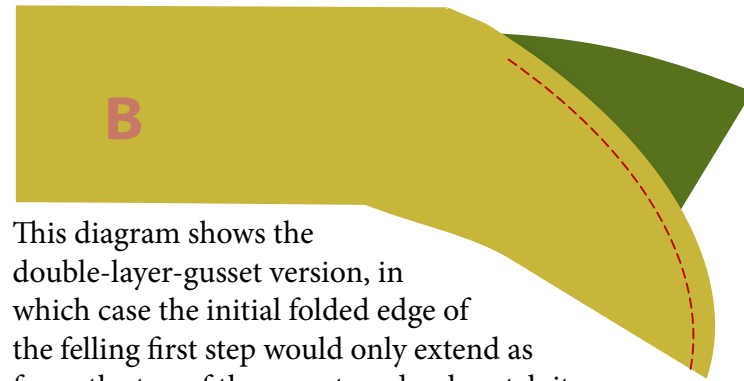 B
This diagram shows the
double-layer-gusset version, in
which case the initial folded edge of
the felling first step would only extend as